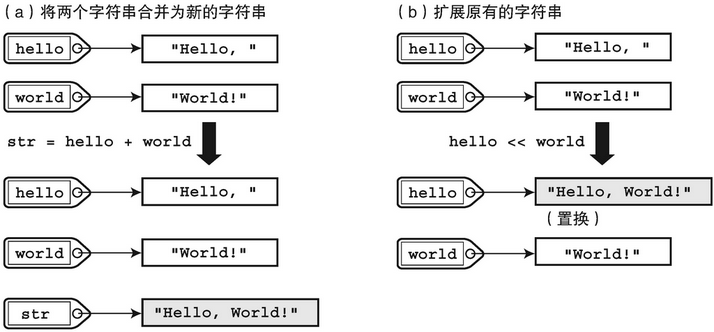 (a)将两个字符串合并为新的字符串
hello "Hello, "
world "World!"
str = hello + world
hello "Hello, "
world "World!"
str "Hello, World!"
(b)扩展原有的字符串
hello "Hello, "
world "World!"
hello << world
hello "Hello, World!"
(置换)
world "World!"